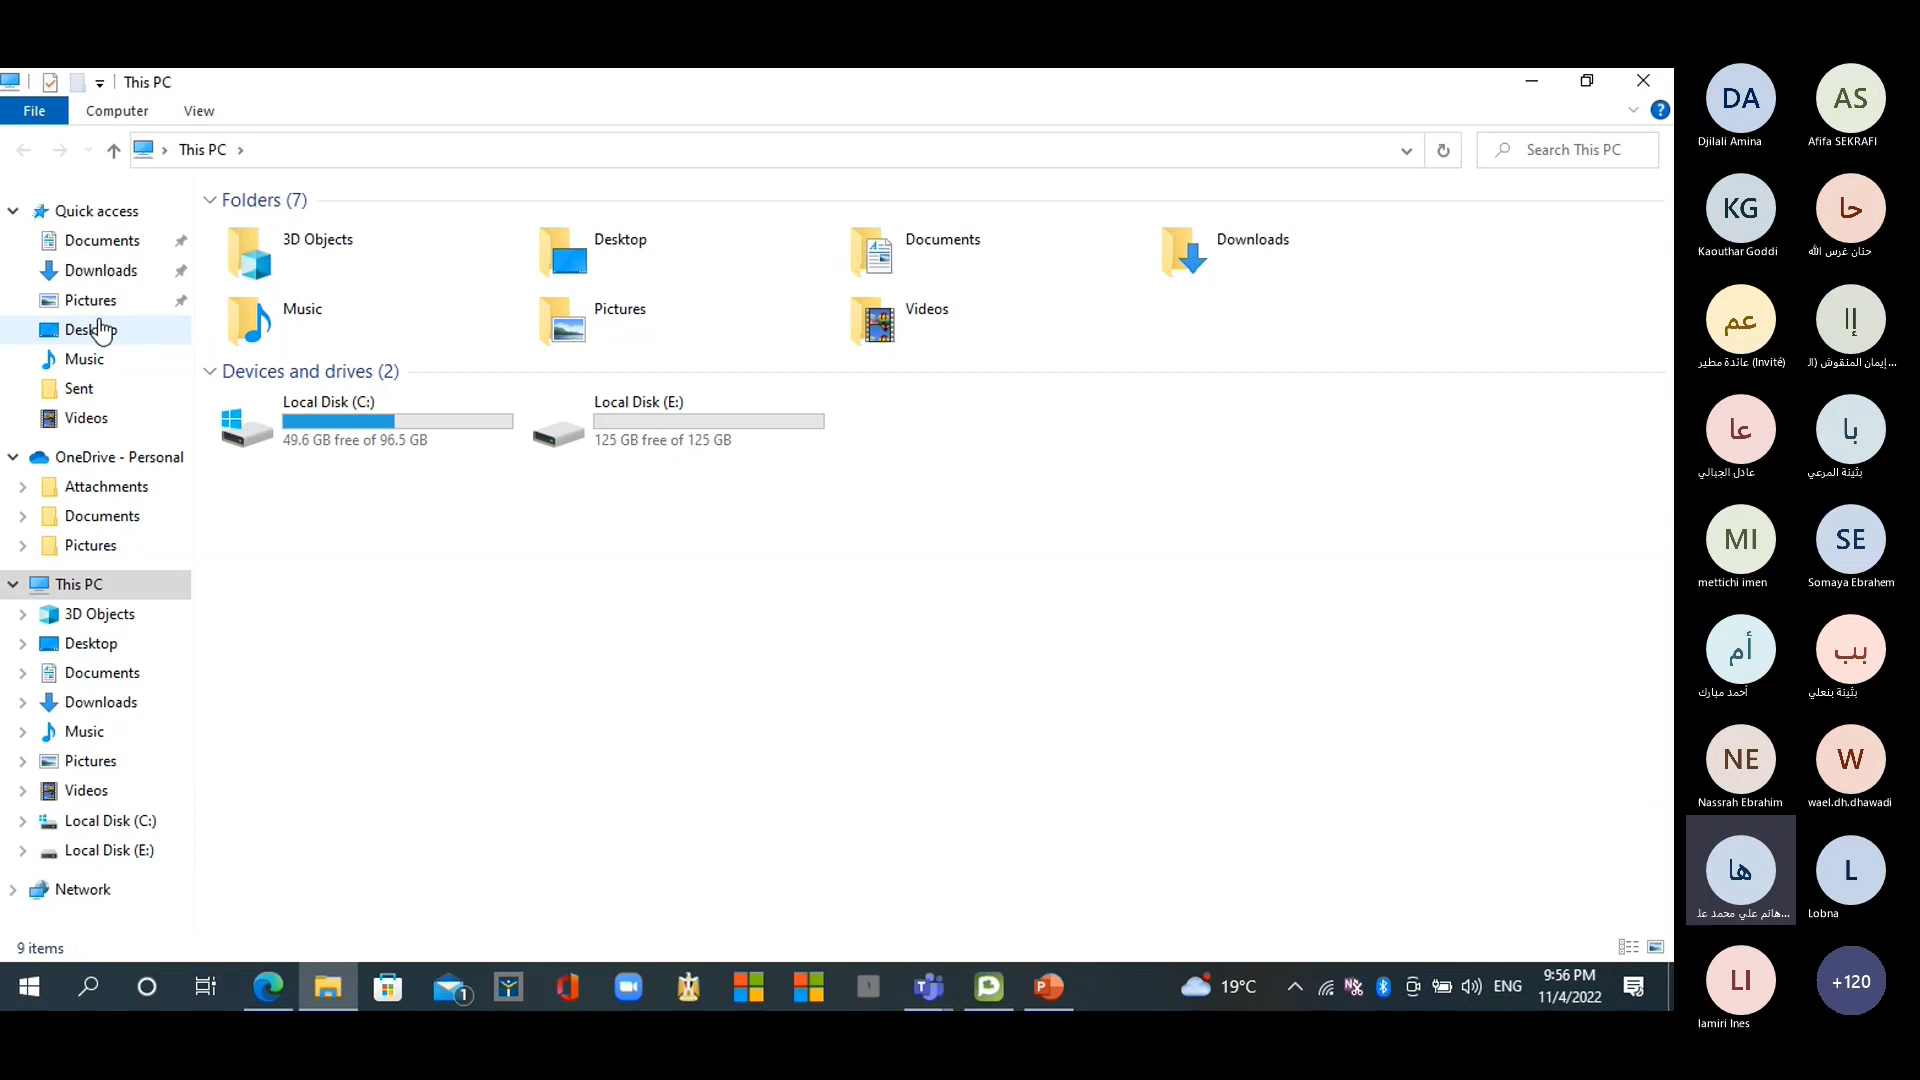 This PC
File Computer View
This PC
Search This PC
Quick access
Documents
Downloads
Pictures
Desktop
Music
Sent
Videos
OneDrive - Personal
Attachments
Documents
Pictures
This PC
3D Objects
Desktop
Documents
Downloads
Music
Pictures
Videos
Local Disk (C:)
Local Disk (E:)
Network
Folders (7)
3D Objects
Desktop
Documents
Downloads
Music
Pictures
Videos
Devices and drives (2)
Local Disk (C:)
49.6 GB free of 96.5 GB
Local Disk (E:)
125 GB free of 125 GB
9 items
1
19°C
ENG
9:56 PM
11/4/2022
DA
Djilali Amina
AS
Afifa SEKRAFI
KG
Kaouthar Goddi
حا
حنان غرس الله
عم
عائدة مطير (Invité)
إا
إيمان المنقوش (ال...
عا
عادل الجبالي
با
بثينة المرعي
MI
mettichi imen
SE
Somaya Ebrahem
أم
أحمد مبارك
بب
بثينة بنعلي
NE
Nassrah Ebrahim
W
wael.dh.dhawadi
ها
هانم علي محمد عل...
L
Lobna
LI
lamiri Ines
+120